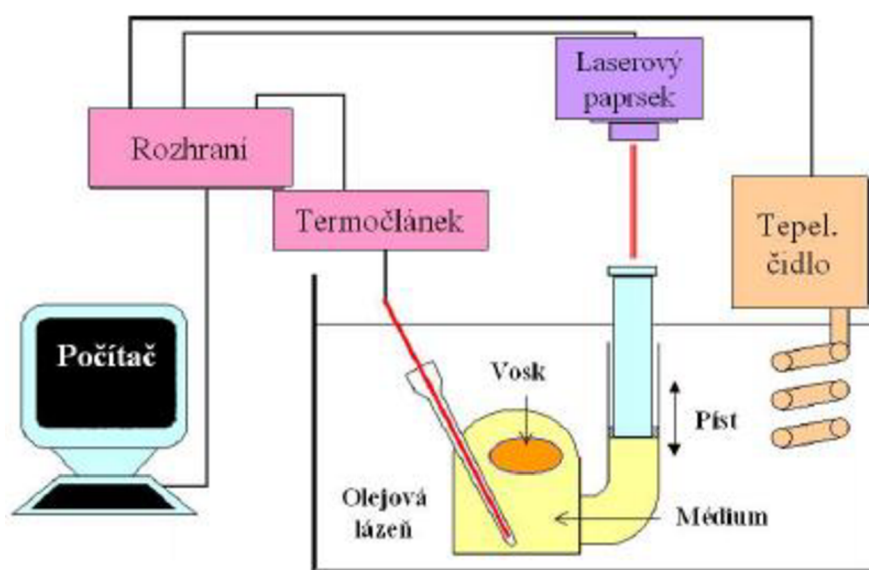 Laserový
paprsek
Rozhraní
Termočlánek
Tepel.
čidlo
Počítač
Vosk
Píst
Olejová
lázeň
Médium